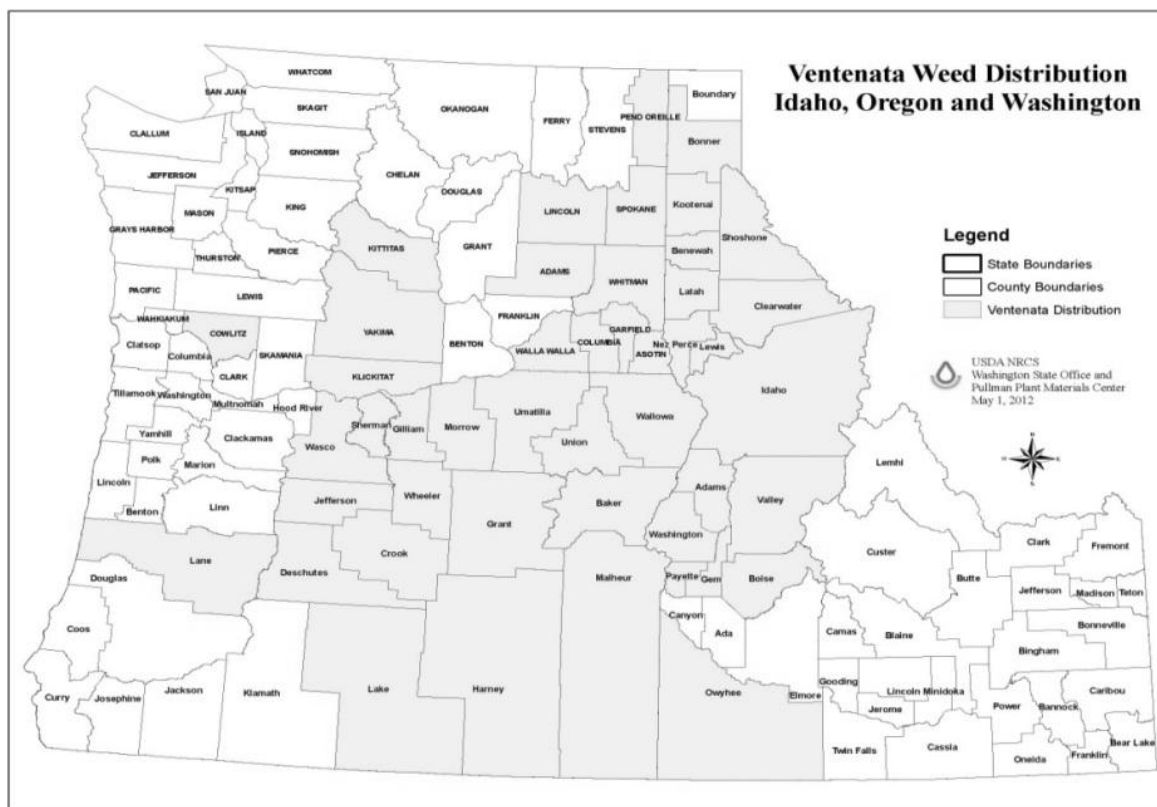 Ventenata Weed Distribution
Idaho, Oregon and Washington
WHATCOM
SAN JUAN
SKAGIT
OKANOGAN
FERRY
STEVENS
PEND OREILLE
Boundary
Bonner
CLALLUM
ISLAND
GNOHOMISH
CHELAN
JEFFERSON
KITSAP
DOUGLAS
KING
MASON
GRAYS HARBOR
LINCOLN
SPOKANE
Kootenai
Shoshone
THURSTON
PIERCE
KITTITAS
GRANT
Benewah
ADAMS
WHITMAN
Latah
PACIFIC
LEWIS
Clearwater
WAHKIAKUM
COWLITZ
YAKIMA
FRANKLIN
GARFIELD
Clatsop
Columbia
SKAMANIA
BENTON
WALLA WALLA
COLUMBIA
ASOTIN
Nez Perce
Lewis
CLARK
KLICKITAT
Idaho
Tillamook
Washington
Multnomah
Hood River
Umatilla
Wallowa
Yamhill
Clackamas
Sherman
Gilliam
Morrow
Union
Wasco
Polk
Marion
Lemhi
Lincoln
Benton
Linn
Jefferson
Wheeler
Grant
Baker
Adams
Valley
Washington
Custer
Clark
Fremont
Lane
Crook
Deschutes
Malheur
Payette
Gem
Boise
Butte
Jefferson
Madison
Teton
Douglas
Canyon
Ada
Camas
Blaine
Bonneville
Bingham
Coos
Curry
Josephine
Jackson
Klamath
Lake
Harney
Owyhee
Elmore
Gooding
Lincoln
Minidoka
Jerome
Power
Bannock
Caribou
Twin Falls
Cassia
Oneida
Franklin
Bear Lake
Legend
State Boundaries
County Boundaries
Ventenata Distribution
USDA NRCS
Washington State Office and
Pullman Plant Materials Center
May 1, 2012